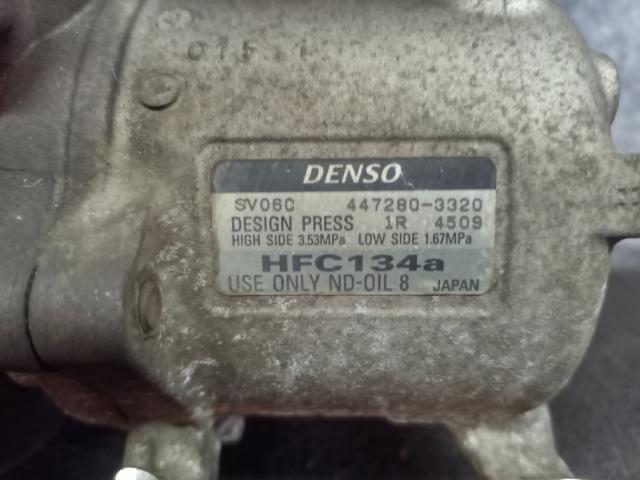 DENSO
SV06C 447280-3320
DESIGN PRESS 1R 4509
HIGH SIDE 3.53MPa LOW SIDE 1.67MPa
HFC134a
USE ONLY ND-OIL 8 JAPAN